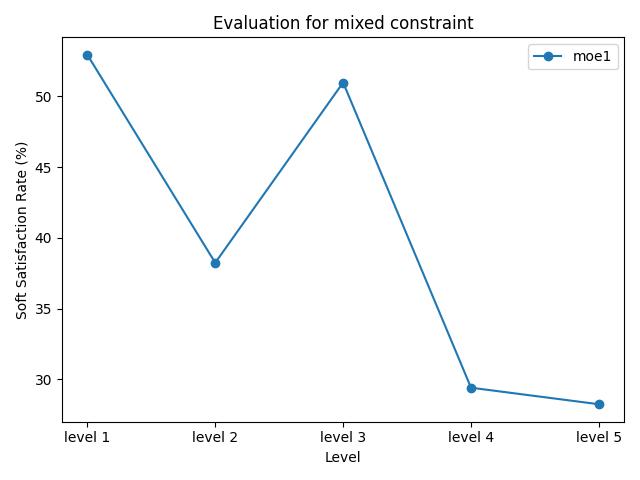 Evaluation for mixed constraint
moe1
Soft Satisfaction Rate (%)
50
45
40
35
30
level 1 level 2 level 3 level 4 level 5
Level